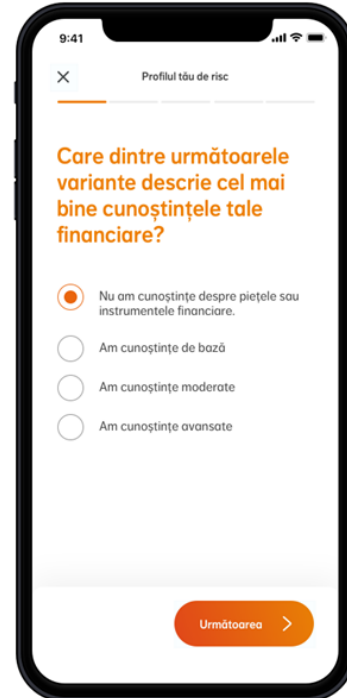 9:41
Profilul tău de risc
Care dintre următoarele
variante descrie cel mai
bine cunoștințele tale
financiare?
Nu am cunoștințe despre piețele sau
instrumentele financiare.
Am cunoștințe de bază
Am cunoștințe moderate
Am cunoștințe avansate
Următoarea